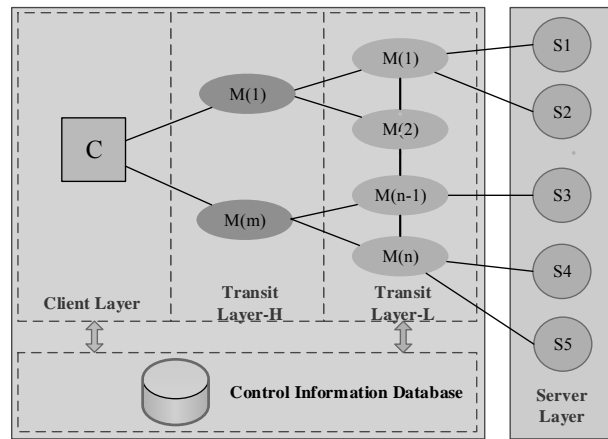 M(1)
S1
M(1)
S2
M(2)
C
M(n-1)
S3
M(m)
M(n)
S4
Client Layer
Transit
Layer-H
Transit
Layer-L
S5
Control Information Database
Server
Layer